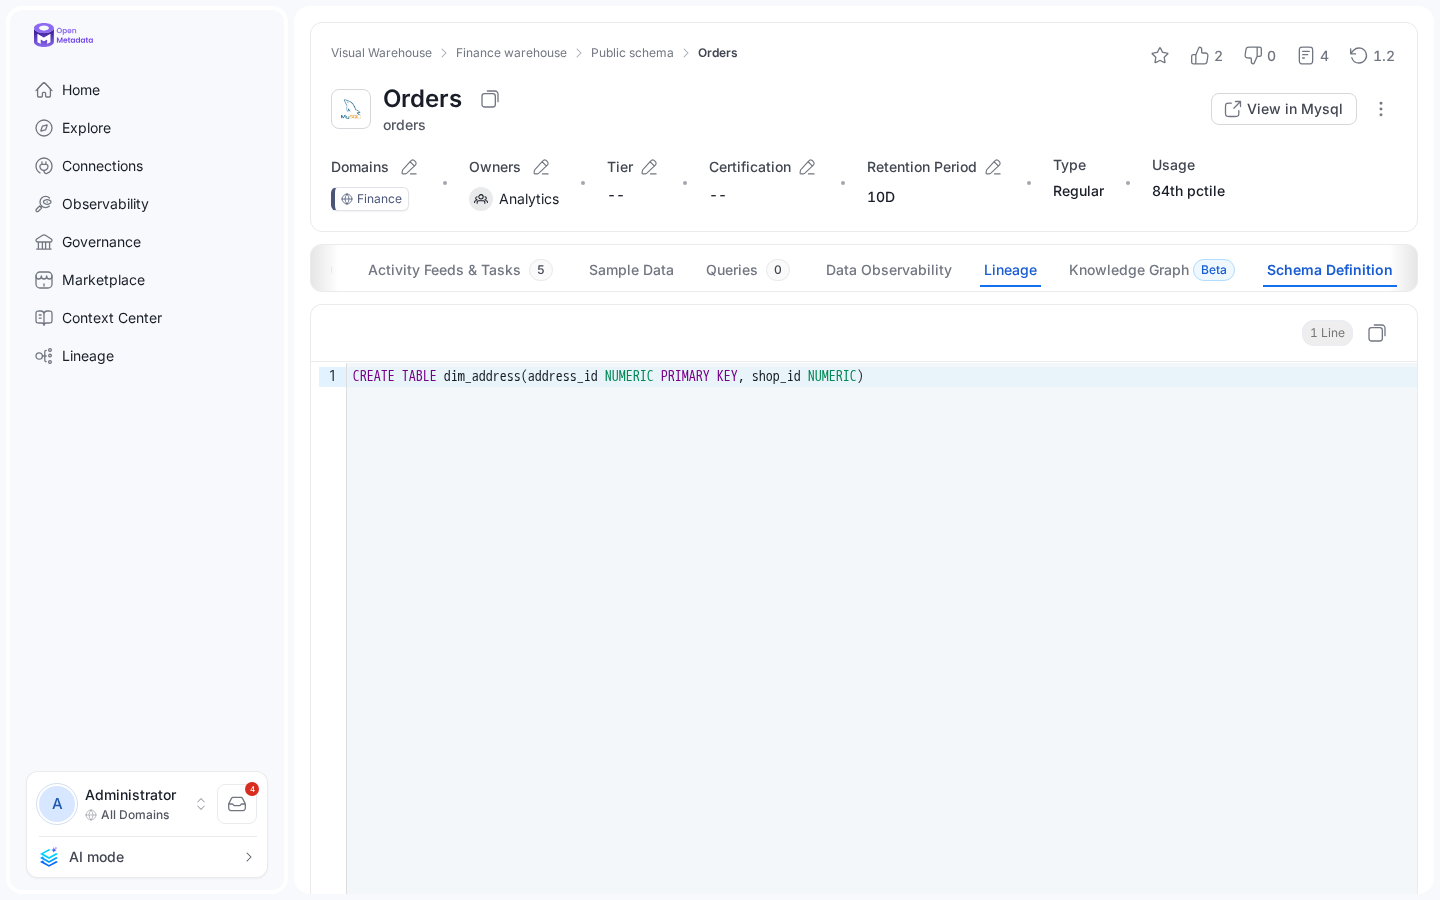 Open
Metadata
Home
Explore
Connections
Observability
Governance
Marketplace
Context Center
Lineage
A
Administrator
All Domains
4
AI mode
Visual Warehouse
Finance warehouse
Public schema
Orders
2
0
4
1.2
MySQL
Orders
orders
View in Mysql
Domains
Finance
Owners
Analytics
Tier
--
Certification
--
Retention Period
10D
Type
Regular
Usage
84th pctile
Activity Feeds & Tasks 5
Sample Data
Queries 0
Data Observability
Lineage
Knowledge Graph Beta
Schema Definition
1 Line
1 CREATE TABLE dim_address(address_id NUMERIC PRIMARY KEY, shop_id NUMERIC)